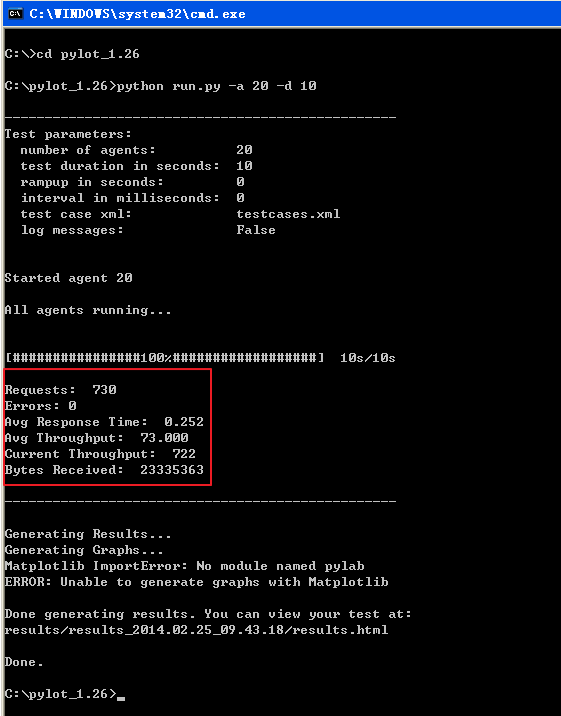 C:\WINDOWS\system32\cmd.exe
C:\>cd pylot_1.26
C:\pylot_1.26>python run.py -a 20 -d 10
-------------------------------------------------
Test parameters:
  number of agents:          20
  test duration in seconds:  10
  rampup in seconds:         0
  interval in milliseconds:  0
  test case xml:             testcases.xml
  log messages:              False
Started agent 20
All agents running...
[################100%##################]  10s/10s
Requests:  730
Errors: 0
Avg Response Time:  0.252
Avg Throughput:  73.000
Current Throughput:  722
Bytes Received:  23335363
-------------------------------------------------
Generating Results...
Generating Graphs...
Matplotlib ImportError: No module named pylab
ERROR: Unable to generate graphs with Matplotlib
Done generating results. You can view your test at:
results/results_2014.02.25_09.43.18/results.html
Done.
C:\pylot_1.26>_